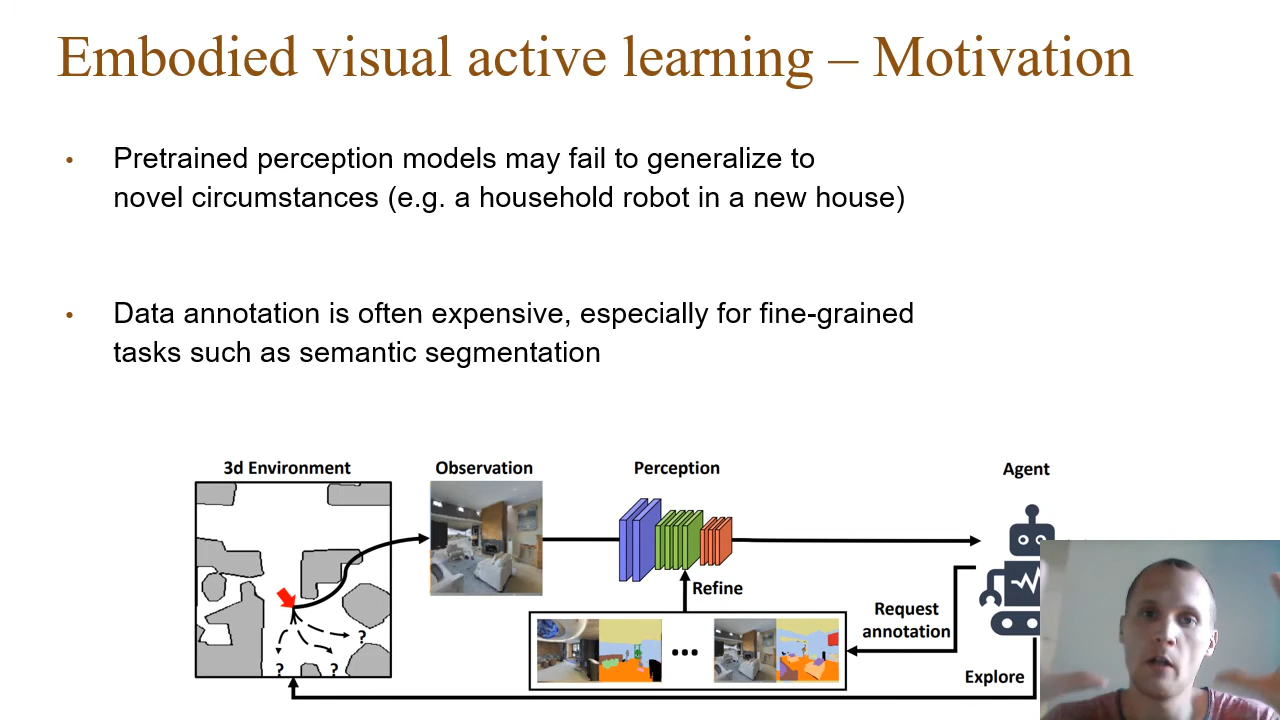 Embodied visual active learning – Motivation
• Pretrained perception models may fail to generalize to
novel circumstances (e.g. a household robot in a new house)
• Data annotation is often expensive, especially for fine-grained
tasks such as semantic segmentation
3d Environment
Observation
Perception
Agent
Refine
Request
annotation
...
?
? ?
Explore